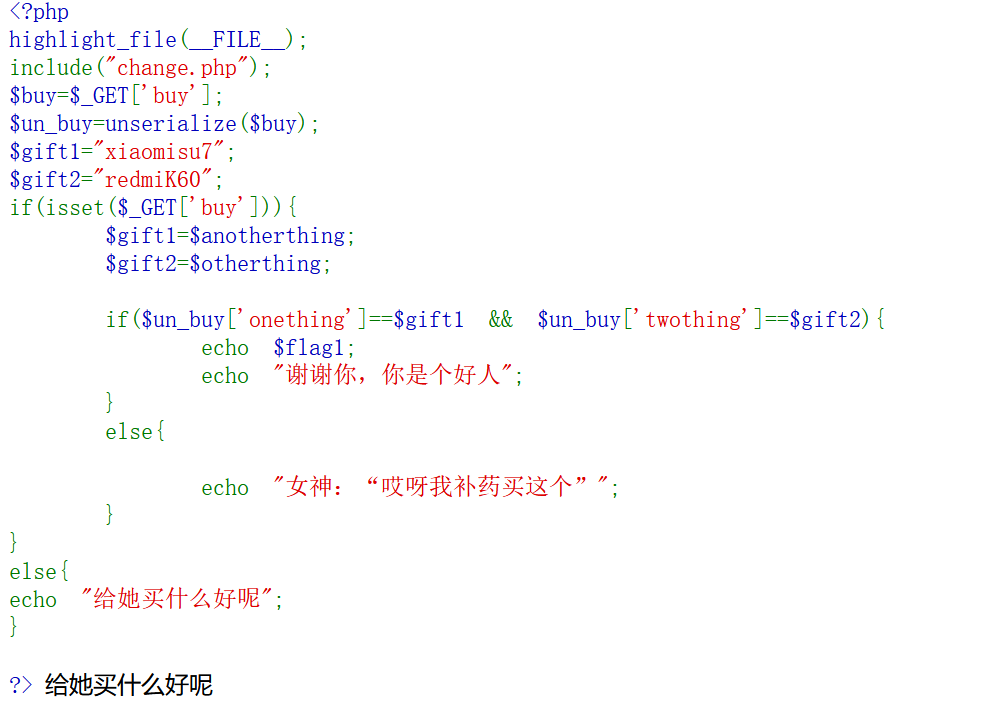 <?php
highlight_file(__FILE__);
include("change.php");
$buy=$_GET['buy'];
$un_buy=unserialize($buy);
$gift1="xiaomisu7";
$gift2="redmiK60";
if(isset($_GET['buy'])){
$gift1=$anotherthing;
$gift2=$otherthing;
if($un_buy['onething']==$gift1 && $un_buy['twothing']==$gift2){
echo $flag1;
echo "谢谢你，你是个好人";
}
else{
echo "女神：“哎呀我补药买这个”";
}
}
else{
echo "给她买什么好呢";
}
?> 给她买什么好呢